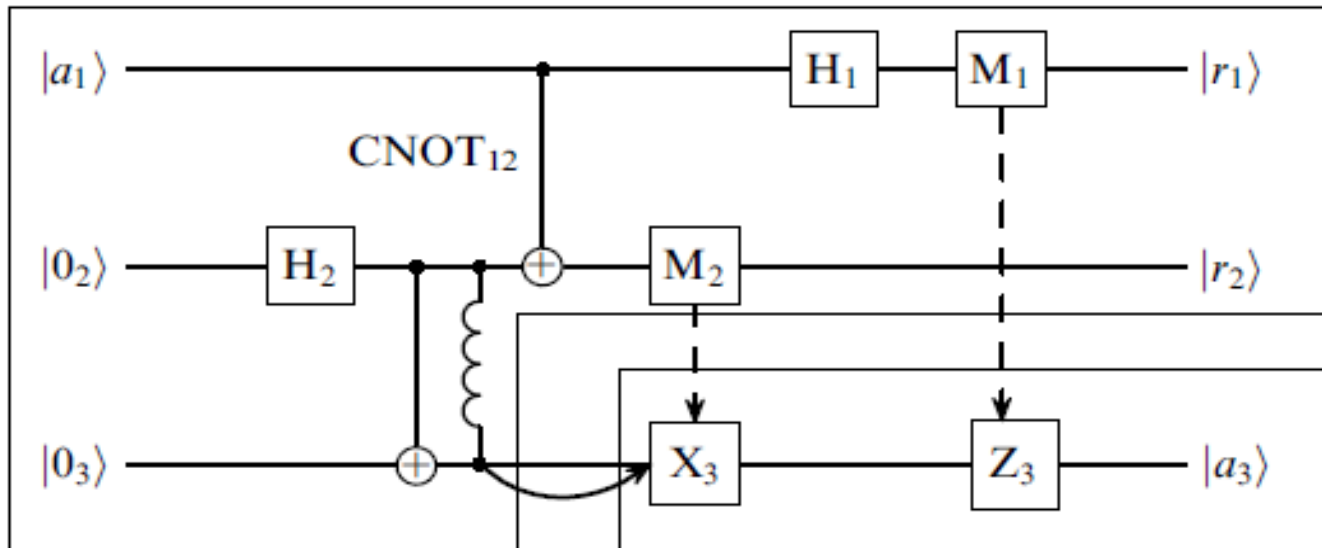 |a₁⟩ H₁ M₁ |r₁⟩
CNOT₁₂
|0₂⟩ H₂ M₂ |r₂⟩
|0₃⟩ X₃ Z₃ |a₃⟩